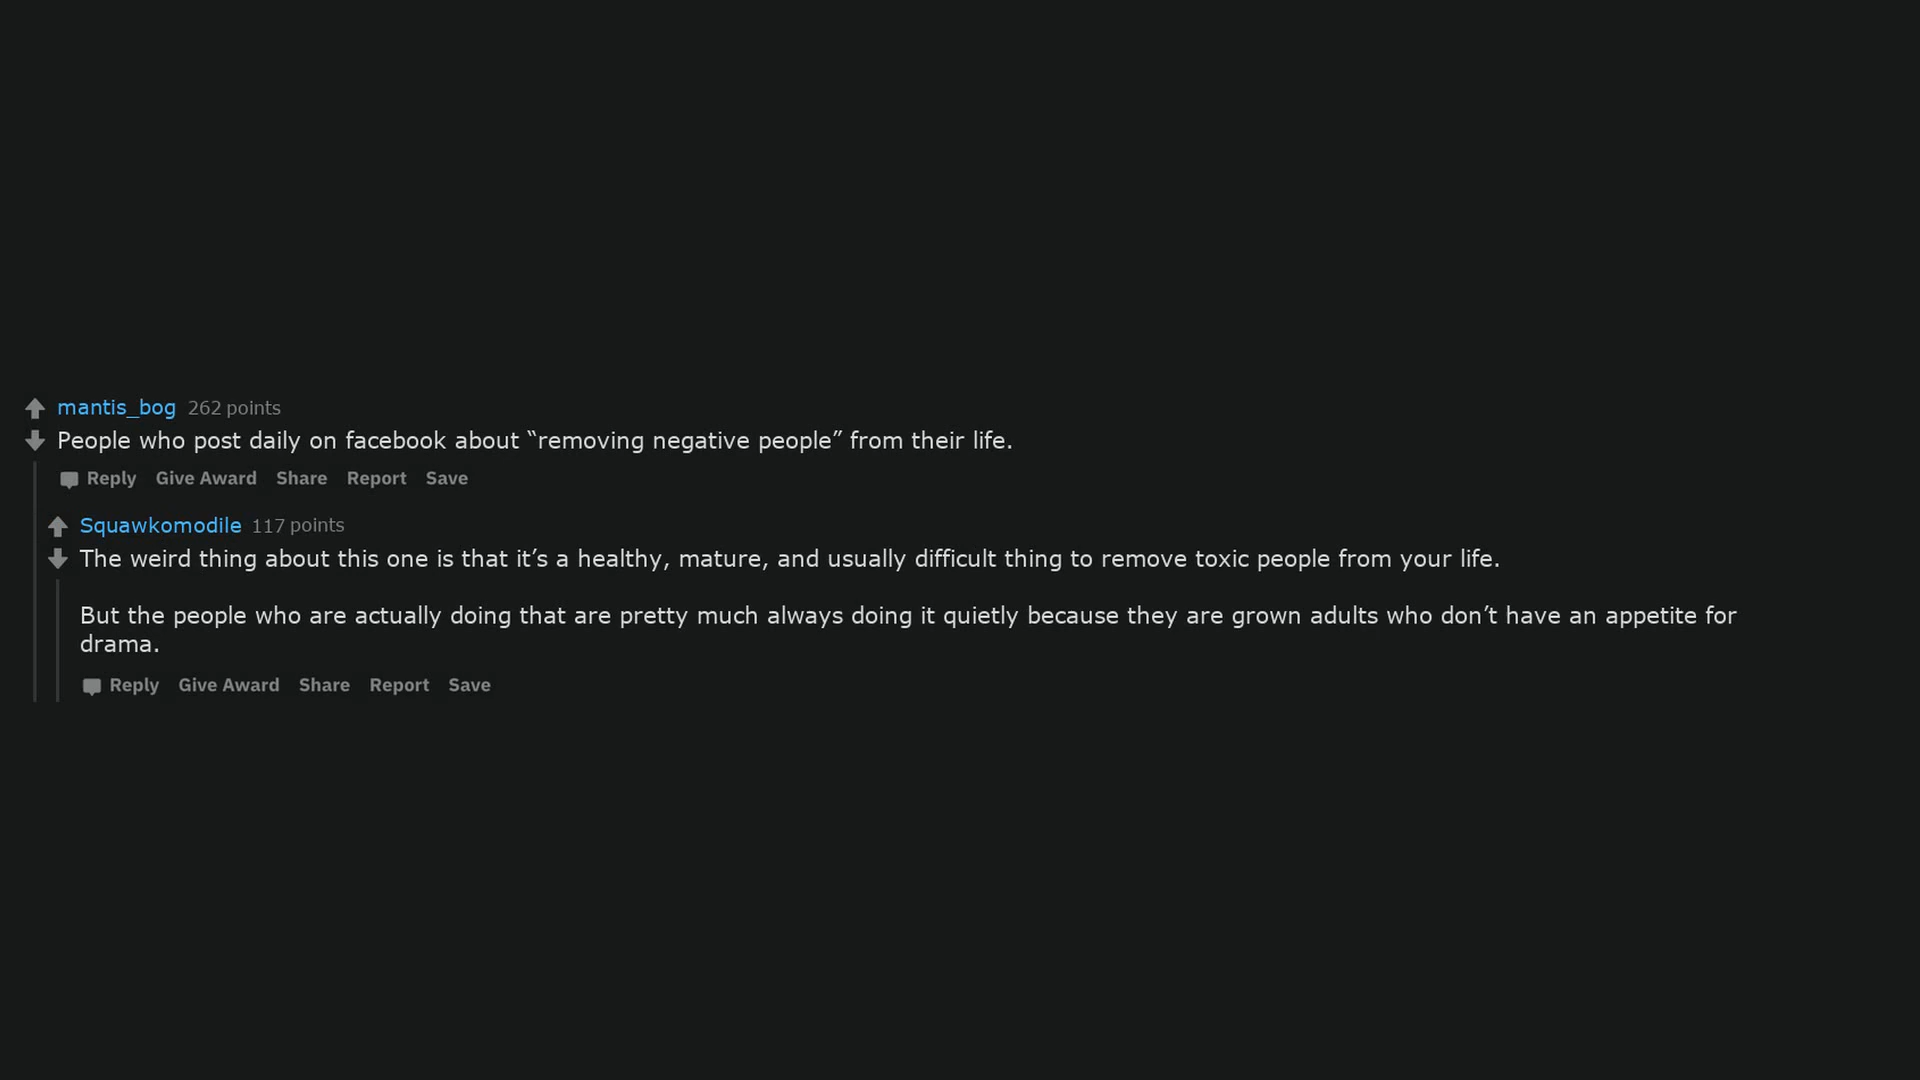 mantis_bog 262 points
People who post daily on facebook about “removing negative people” from their life.
Reply Give Award Share Report Save
Squawkomodile 117 points
The weird thing about this one is that it’s a healthy, mature, and usually difficult thing to remove toxic people from your life.
But the people who are actually doing that are pretty much always doing it quietly because they are grown adults who don’t have an appetite for
drama.
Reply Give Award Share Report Save